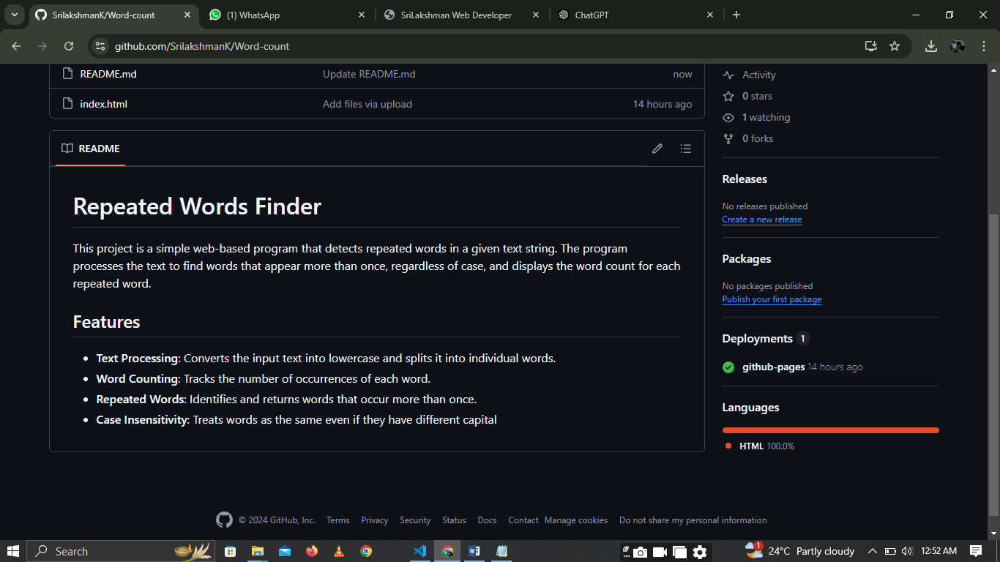 SrilakshmanK/Word-count
(1) WhatsApp
SriLakshman Web Developer
ChatGPT
github.com/SrilakshmanK/Word-count
README.md Update README.md now
index.html Add files via upload 14 hours ago
README
Repeated Words Finder
This project is a simple web-based program that detects repeated words in a given text string. The program
processes the text to find words that appear more than once, regardless of case, and displays the word count for each
repeated word.
Features
Text Processing: Converts the input text into lowercase and splits it into individual words.
Word Counting: Tracks the number of occurrences of each word.
Repeated Words: Identifies and returns words that occur more than once.
Case Insensitivity: Treats words as the same even if they have different capital
Activity
0 stars
1 watching
0 forks
Releases
No releases published
Create a new release
Packages
No packages published
Publish your first package
Deployments 1
github-pages 14 hours ago
Languages
HTML 100.0%
© 2024 GitHub, Inc. Terms Privacy Security Status Docs Contact Manage cookies Do not share my personal information
Search
1
24°C Partly cloudy
12:52 AM